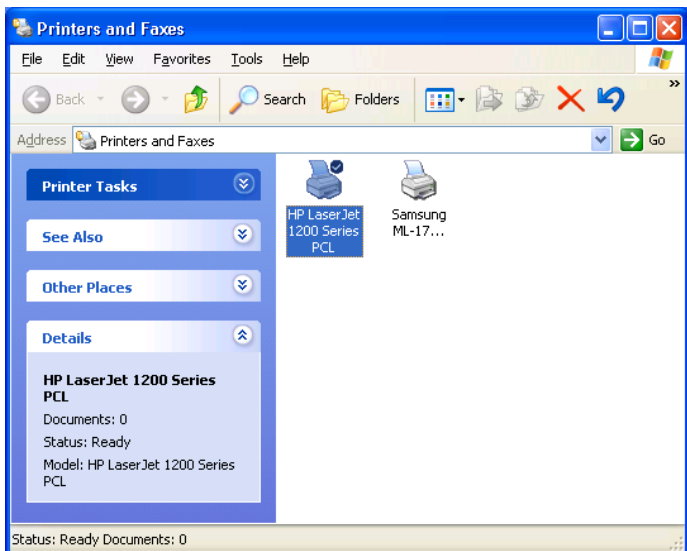 Printers and Faxes
File Edit View Favorites Tools Help
Back Search Folders »
Address Printers and Faxes Go
Printer Tasks
See Also
Other Places
Details
HP LaserJet 1200 Series
PCL
Documents: 0
Status: Ready
Model: HP LaserJet 1200 Series
PCL
HP LaserJet
1200 Series
PCL
Samsung
ML-17...
Status: Ready Documents: 0